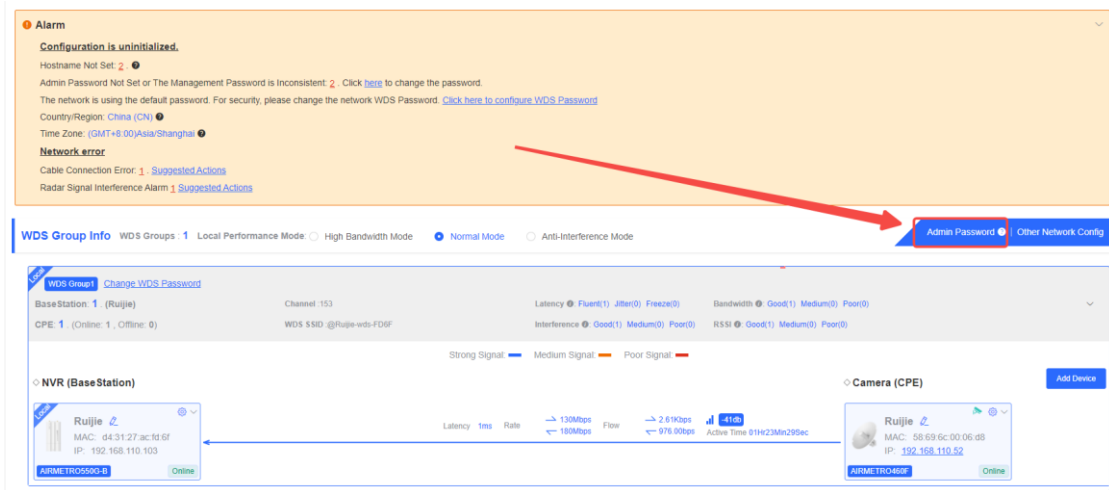 Alarm
Configuration is uninitialized.
Hostname Not Set: 2 .
Admin Password Not Set or The Management Password is Inconsistent: 2 . Click here to change the password.
The network is using the default password. For security, please change the network WDS Password. Click here to configure WDS Password
Country/Region: China (CN)
Time Zone: (GMT+8:00)Asia/Shanghai
Network error
Cable Connection Error: 1 . Suggested Actions
Radar Signal Interference Alarm 1 Suggested Actions
WDS Group Info WDS Groups : 1 Local Performance Mode: High Bandwidth Mode Normal Mode Anti-Interference Mode Admin Password | Other Network Config
Local WDS Group1 Change WDS Password
BaseStation: 1 . (Ruijie) Channel :153 Latency : Fluent(1) Jitter(0) Freeze(0) Bandwidth : Good(1) Medium(0) Poor(0)
CPE: 1 . (Online: 1 , Offline: 0) WDS SSID :@Ruijie-wds-FD6F Interference : Good(1) Medium(0) Poor(0) RSSI : Good(1) Medium(0) Poor(0)
Strong Signal: Medium Signal: Poor Signal:
NVR (BaseStation) Camera (CPE) Add Device
Local Ruijie
MAC: d4:31:27:ac:fd:6f
IP: 192.168.110.103
AIRMETRO550G-B Online
Latency 1ms Rate 130Mbps 180Mbps Flow 2.61Kbps 976.00bps -41db Active Time 01Hr23Min29Sec
Ruijie
MAC: 58:69:6c:00:06:d8
IP: 192.168.110.52
AIRMETRO460F Online